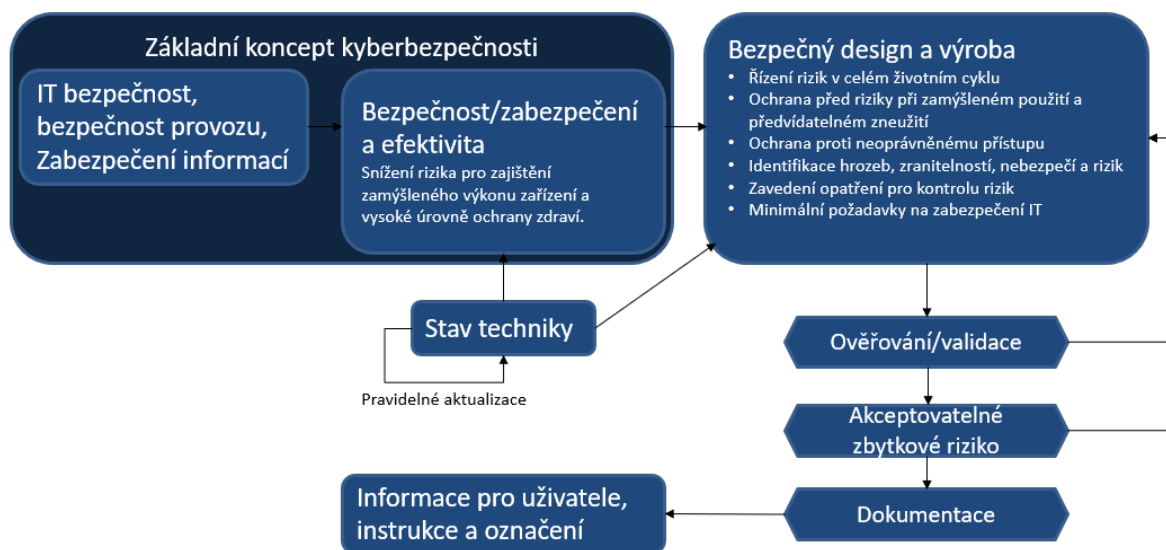 Základní koncept kyberbezpečnosti
IT bezpečnost,
bezpečnost provozu,
Zabezpečení informací
Bezpečnost/zabezpečení
a efektivita
Snížení rizika pro zajištění
zamýšleného výkonu zařízení a
vysoké úrovně ochrany zdraví.
Bezpečný design a výroba
• Řízení rizik v celém životním cyklu
• Ochrana před riziky při zamýšleném použití a
předvídatelném zneužití
• Ochrana proti neoprávněnému přístupu
• Identifikace hrozeb, zranitelností, nebezpečí a rizik
• Zavedení opatření pro kontrolu rizik
• Minimální požadavky na zabezpečení IT
Stav techniky
Pravidelné aktualizace
Ověřování/validace
Akceptovatelné
zbytkové riziko
Dokumentace
Informace pro uživatele,
instrukce a označení